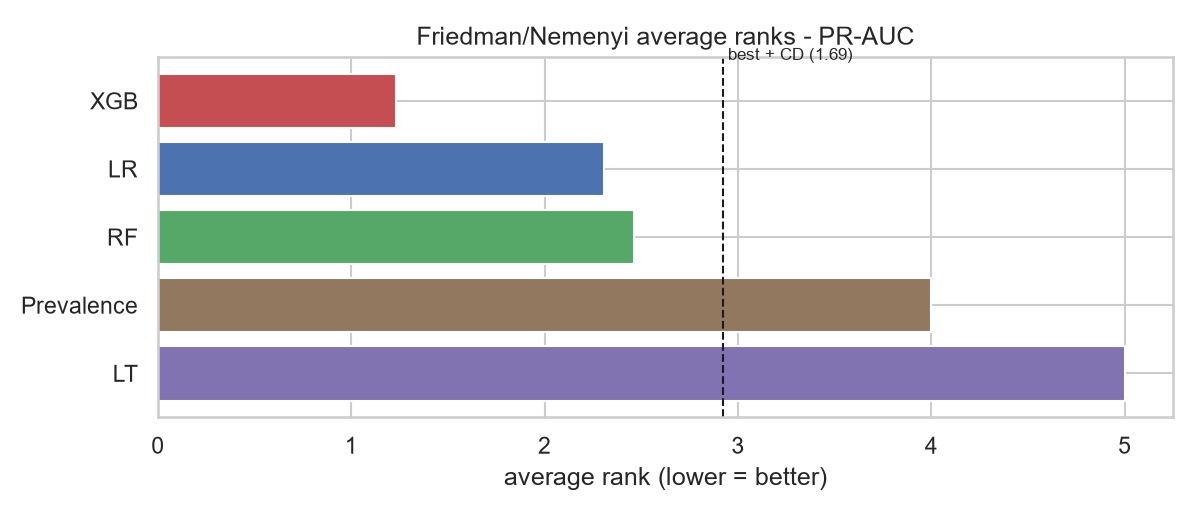 Friedman/Nemenyi average ranks - PR-AUC
best + CD (1.69)
XGB
LR
RF
Prevalence
LT
0 1 2 3 4 5
average rank (lower = better)